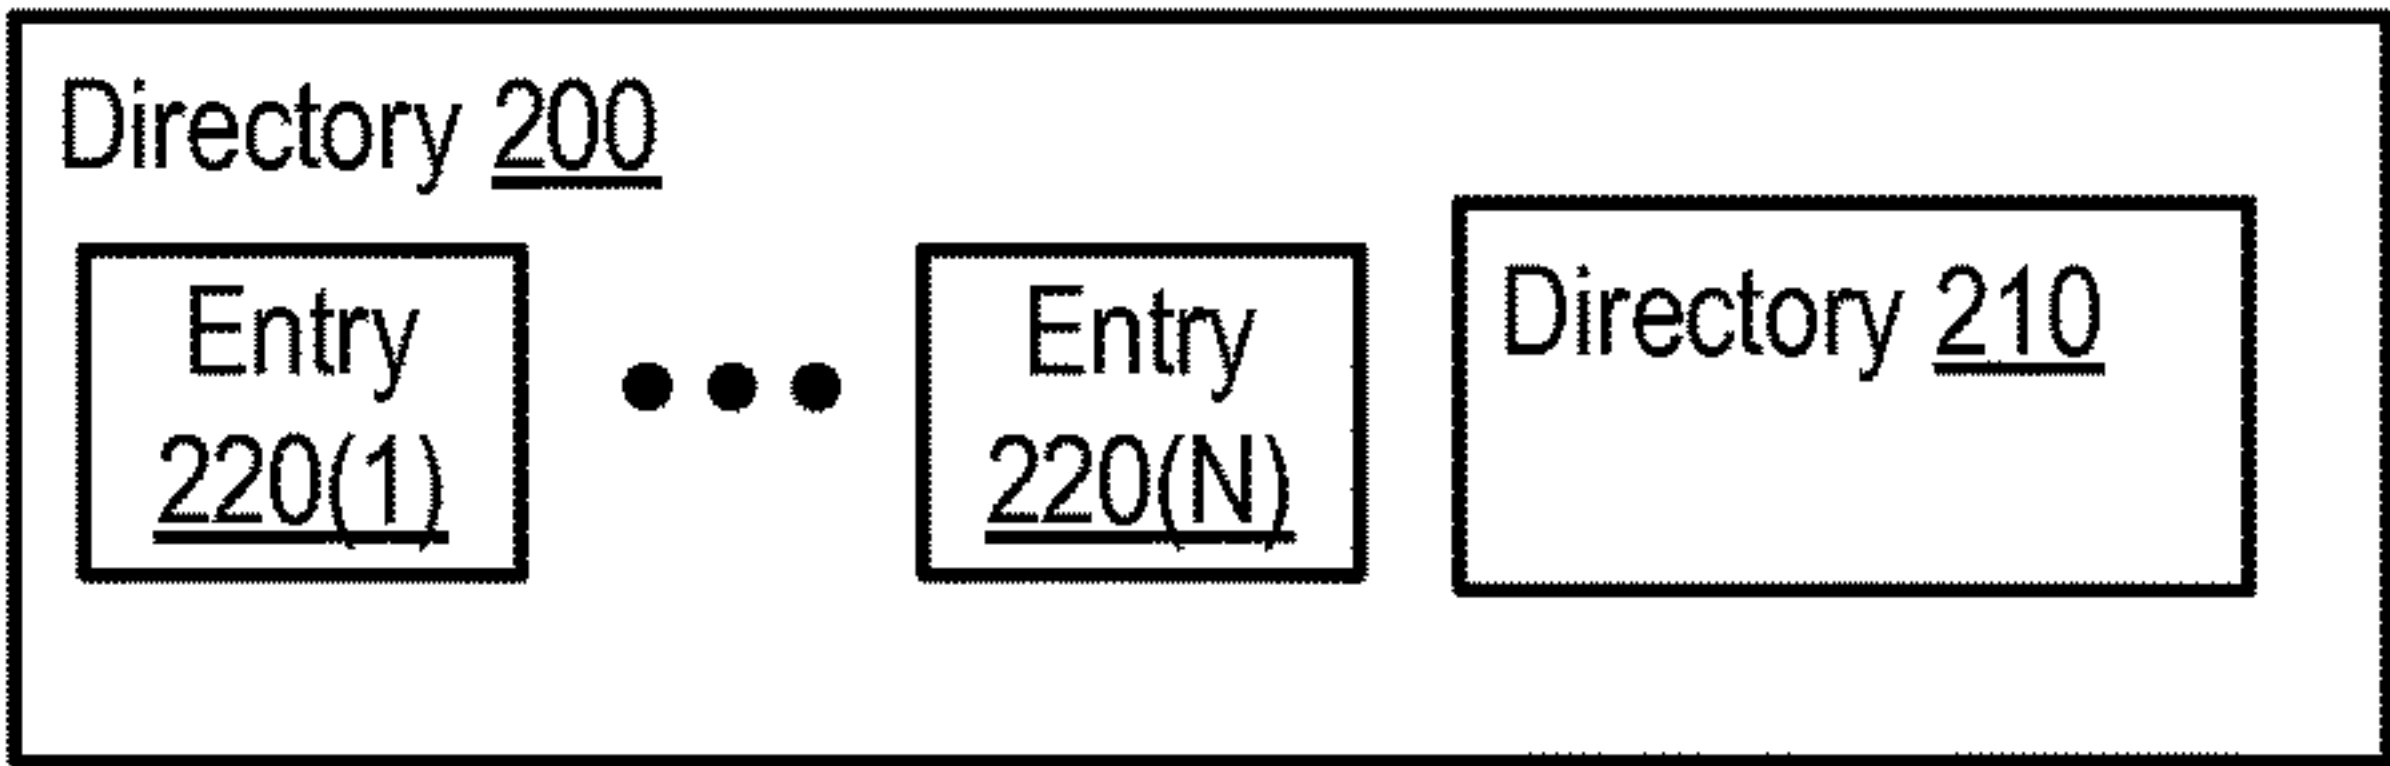 Directory 200
Entry
220(1)
Entry
220(N)
Directory 210